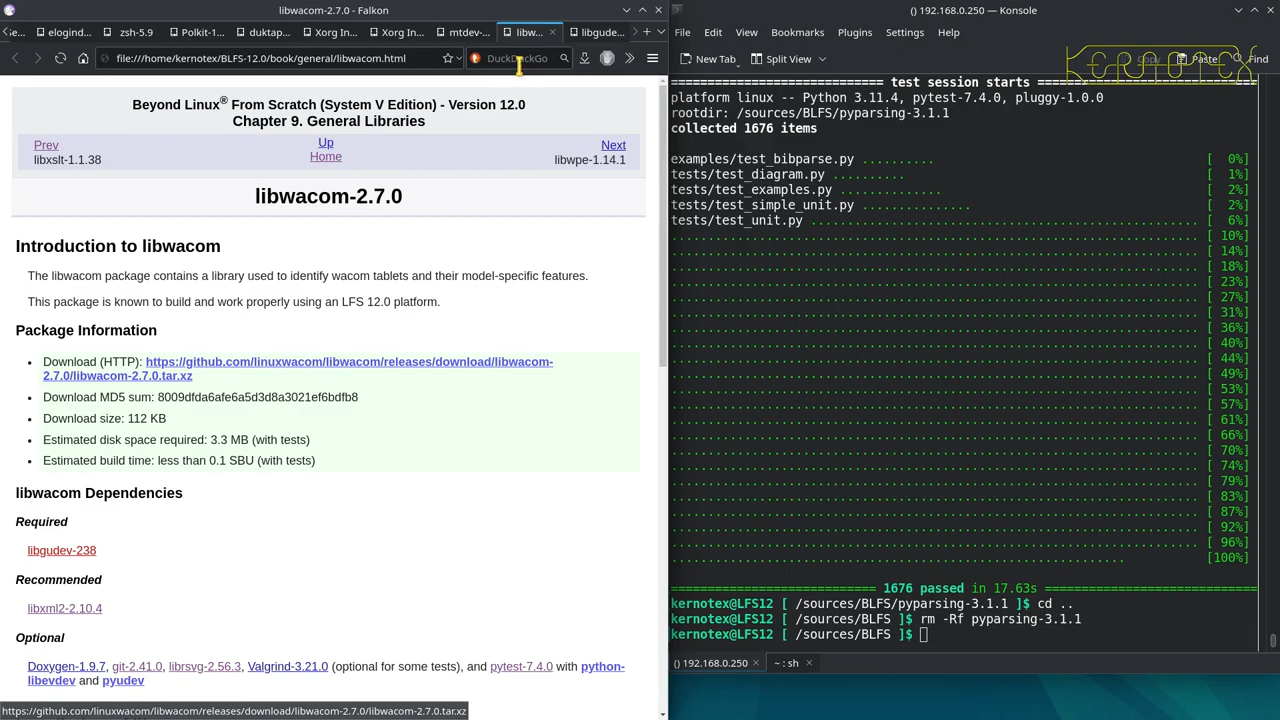 libwacom-2.7.0 - Falkon
elogind...
zsh-5.9
Polkit-1...
duktap...
Xorg In...
Xorg In...
mtdev-...
libw...
libgude...
file:///home/kernotex/BLFS-12.0/book/general/libwacom.html
DuckDuckGo
Beyond Linux® From Scratch (System V Edition) - Version 12.0
Chapter 9. General Libraries
Prev
Up
Next
libxslt-1.1.38
Home
libwpe-1.14.1
libwacom-2.7.0
Introduction to libwacom
The libwacom package contains a library used to identify wacom tablets and their model-specific features.
This package is known to build and work properly using an LFS 12.0 platform.
Package Information
Download (HTTP): https://github.com/linuxwacom/libwacom/releases/download/libwacom-
2.7.0/libwacom-2.7.0.tar.xz
Download MD5 sum: 8009dfda6afe6a5d3d8a3021ef6bdfb8
Download size: 112 KB
Estimated disk space required: 3.3 MB (with tests)
Estimated build time: less than 0.1 SBU (with tests)
libwacom Dependencies
Required
libgudev-238
Recommended
libxml2-2.10.4
Optional
Doxygen-1.9.7, git-2.41.0, librsvg-2.56.3, Valgrind-3.21.0 (optional for some tests), and pytest-7.4.0 with python-
libevdev and pyudev
https://github.com/linuxwacom/libwacom/releases/download/libwacom-2.7.0/libwacom-2.7.0.tar.xz
() 192.168.0.250 — Konsole
File Edit View Bookmarks Plugins Settings Help
New Tab
Split View
Copy
Paste
Find
Kernotex
============================ test session starts =============================
platform linux -- Python 3.11.4, pytest-7.4.0, pluggy-1.0.0
rootdir: /sources/BLFS/pyparsing-3.1.1
collected 1676 items
examples/test_bibparse.py .......... [ 0%]
tests/test_diagram.py .......... [ 1%]
tests/test_examples.py ............. [ 2%]
tests/test_simple_unit.py ............... [ 2%]
tests/test_unit.py ................................................... [ 6%]
[ 10%]
[ 14%]
[ 18%]
[ 23%]
[ 27%]
[ 31%]
[ 36%]
[ 40%]
[ 44%]
[ 49%]
[ 53%]
[ 57%]
[ 61%]
[ 66%]
[ 70%]
[ 74%]
[ 79%]
[ 83%]
[ 87%]
[ 92%]
[ 96%]
[100%]
=========================== 1676 passed in 17.63s ============================
kernotex@LFS12 [ /sources/BLFS/pyparsing-3.1.1 ]$ cd ..
kernotex@LFS12 [ /sources/BLFS ]$ rm -Rf pyparsing-3.1.1
kernotex@LFS12 [ /sources/BLFS ]$
() 192.168.0.250
~ : sh